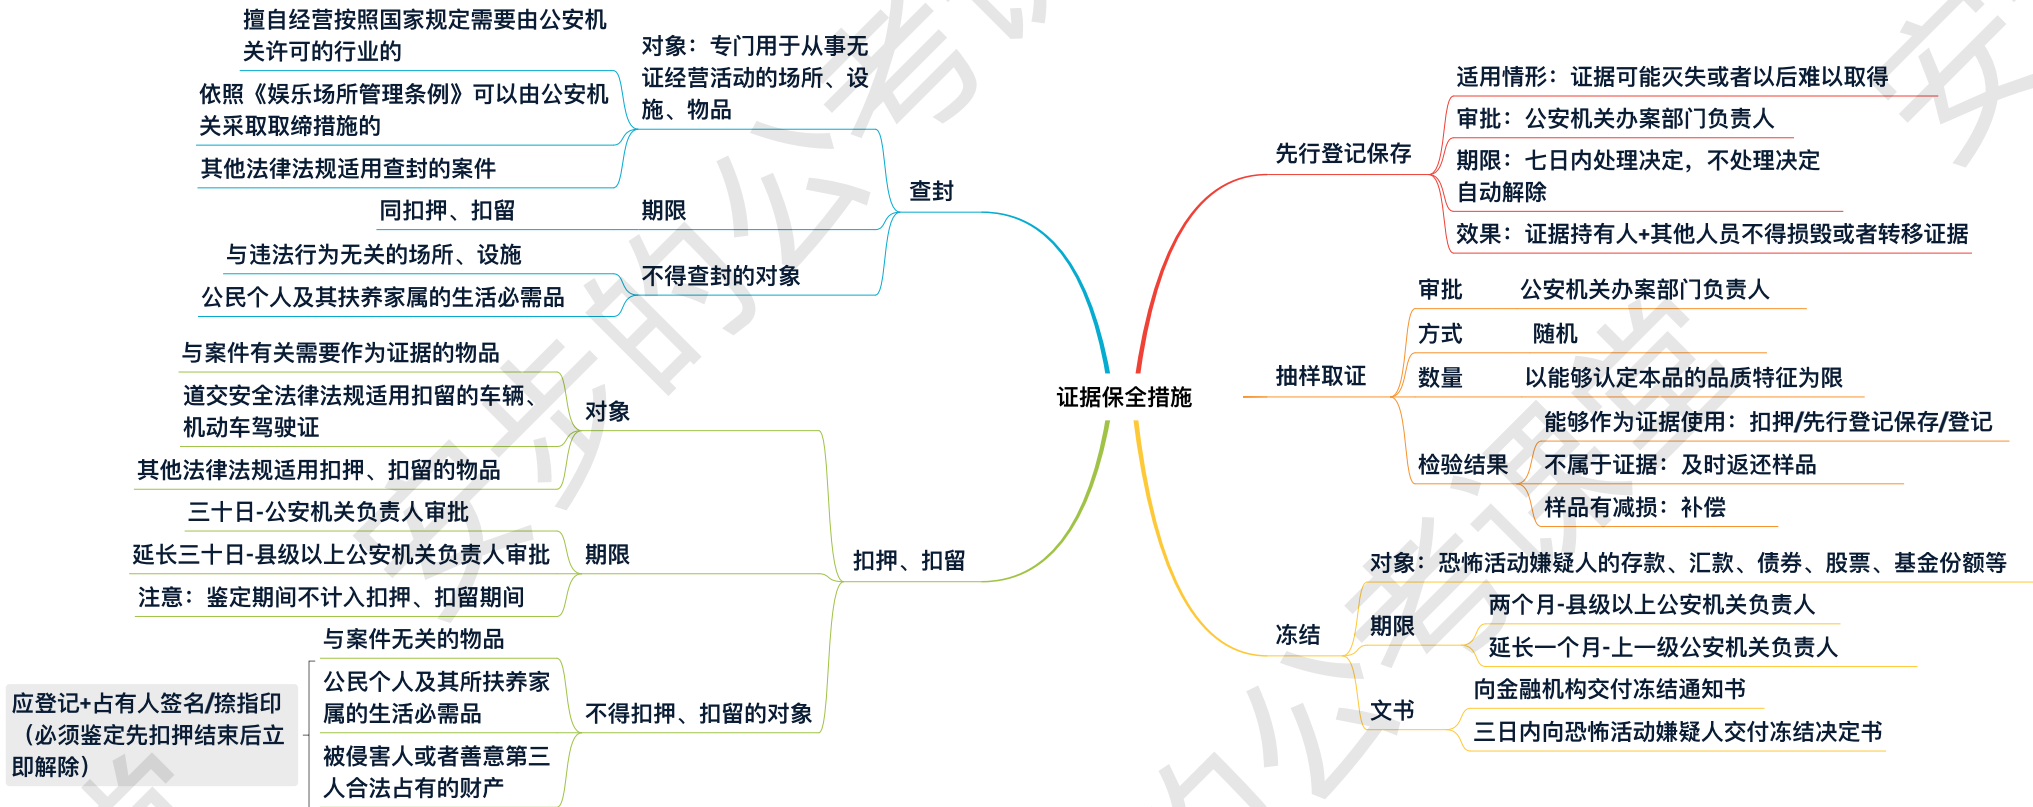 证据保全措施
先行登记保存
适用情形：证据可能灭失或者以后难以取得
审批：公安机关办案部门负责人
期限：七日内处理决定，不处理决定
自动解除
效果：证据持有人+其他人员不得损毁或者转移证据
抽样取证
审批 公安机关办案部门负责人
方式 随机
数量 以能够认定本品的品质特征为限
检验结果
能够作为证据使用：扣押/先行登记保存/登记
不属于证据：及时返还样品
样品有减损：补偿
冻结
对象：恐怖活动嫌疑人的存款、汇款、债券、股票、基金份额等
期限
两个月-县级以上公安机关负责人
延长一个月-上一级公安机关负责人
文书
向金融机构交付冻结通知书
三日内向恐怖活动嫌疑人交付冻结决定书
查封
对象：专门用于从事无
证经营活动的场所、设
施、物品
擅自经营按照国家规定需要由公安机
关许可的行业的
依照《娱乐场所管理条例》可以由公安机
关采取取缔措施的
其他法律法规适用查封的案件
期限
同扣押、扣留
不得查封的对象
与违法行为无关的场所、设施
公民个人及其扶养家属的生活必需品
扣押、扣留
对象
与案件有关需要作为证据的物品
道交安全法律法规适用扣留的车辆、
机动车驾驶证
其他法律法规适用扣押、扣留的物品
期限
三十日-公安机关负责人审批
延长三十日-县级以上公安机关负责人审批
注意：鉴定期间不计入扣押、扣留期间
不得扣押、扣留的对象
与案件无关的物品
公民个人及其所扶养家
属的生活必需品
被侵害人或者善意第三
人合法占有的财产
应登记+占有人签名/捺指印
（必须鉴定先扣押结束后立
即解除）
安步的公考课堂